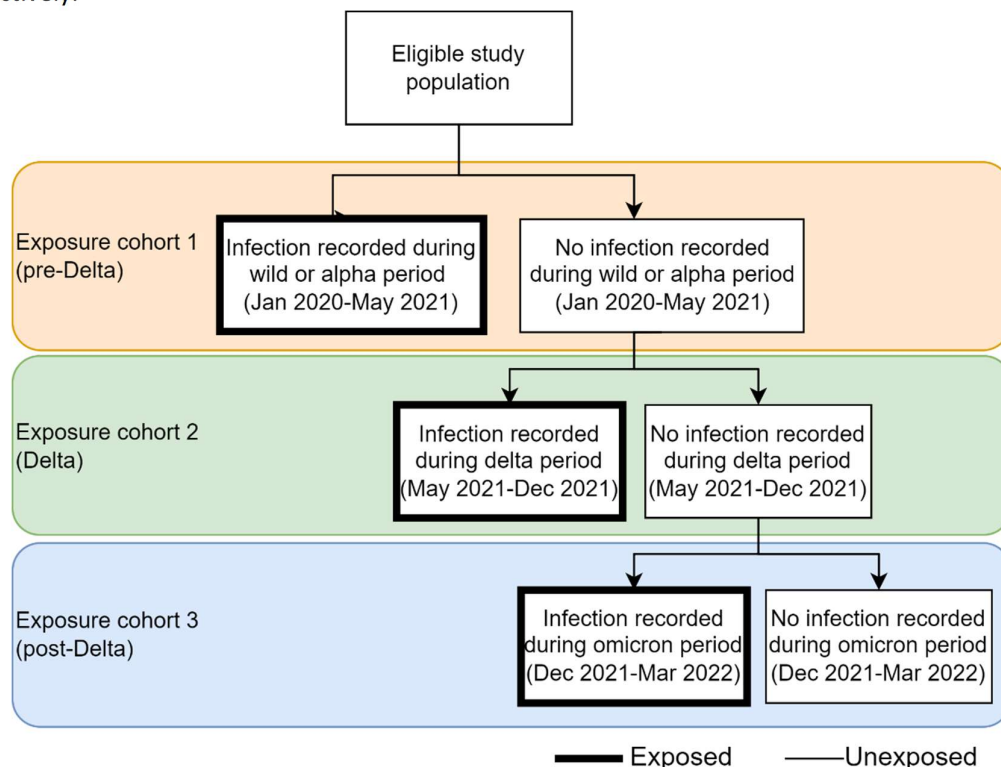 Eligible study
population
Exposure cohort 1
(pre-Delta)
Infection recorded during
wild or alpha period
(Jan 2020-May 2021)
No infection recorded
during wild or alpha period
(Jan 2020-May 2021)
Exposure cohort 2
(Delta)
Infection recorded
during delta period
(May 2021-Dec 2021)
No infection recorded
during delta period
(May 2021-Dec 2021)
Exposure cohort 3
(post-Delta)
Infection recorded
during omicron period
(Dec 2021-Mar 2022)
No infection recorded
during omicron period
(Dec 2021-Mar 2022)
Exposed
Unexposed